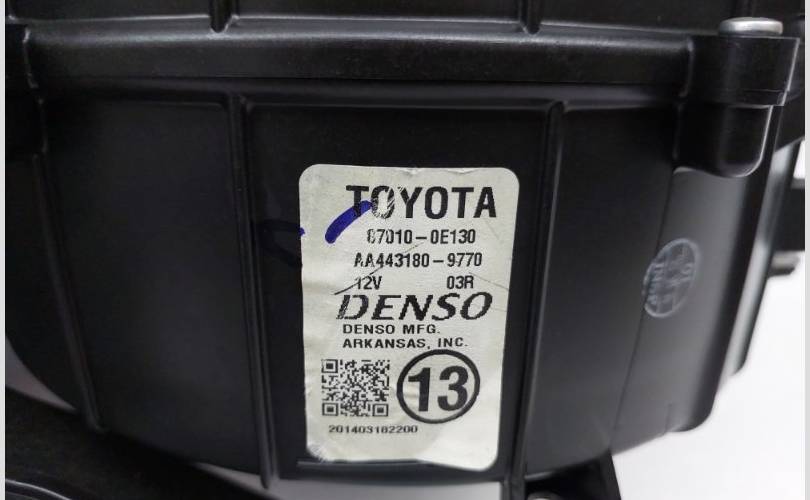 TOYOTA
87010-0E130
AA443180-9770
12V 03R
DENSO
DENSO MFG.
ARKANSAS, INC.
13
201403182200